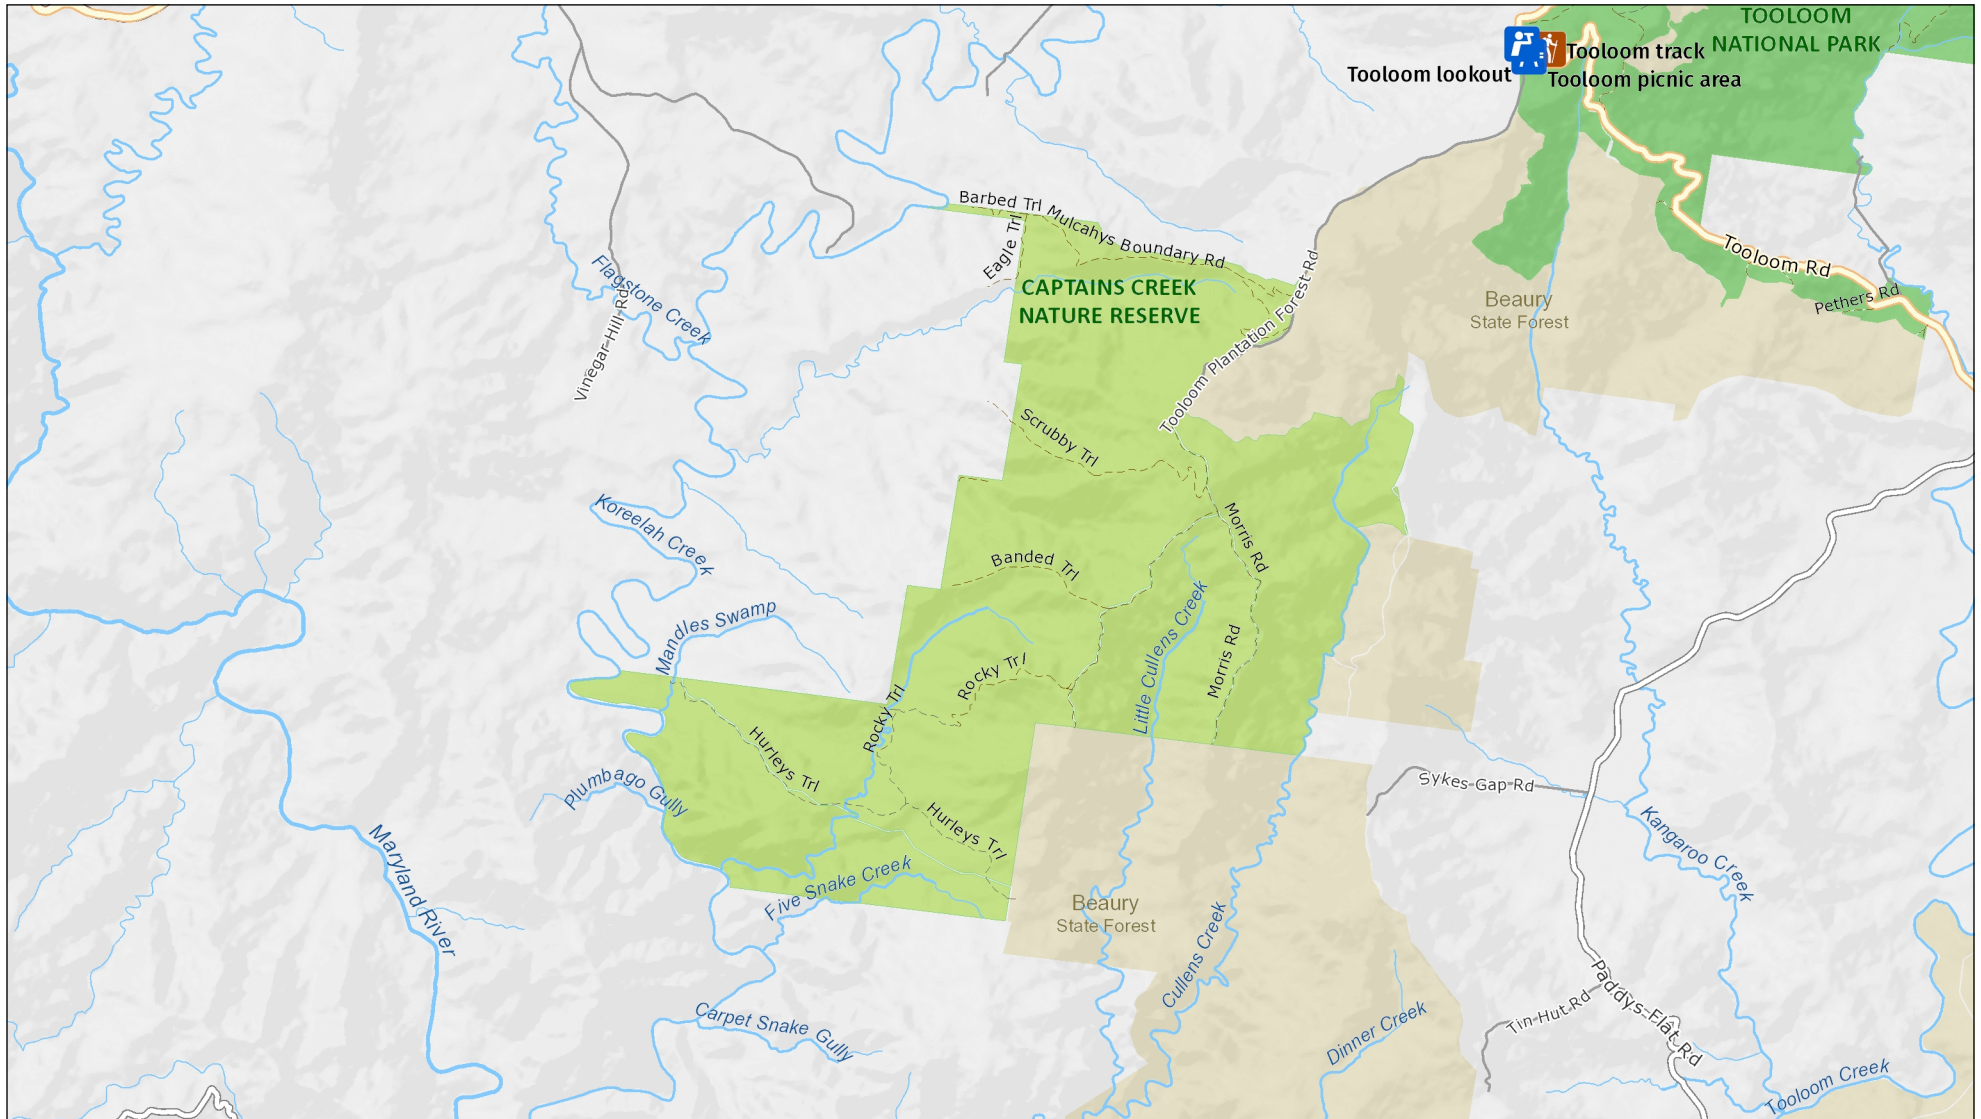 TOOLOOM
NATIONAL PARK
Tooloom track
Tooloom lookout
Tooloom picnic area
Barbed Trl
Mulcahys Boundary Rd
Eagle Trl
Tooloom Rd
Pethers Rd
Flagstone Creek
Vinegar Hill Rd
CAPTAINS CREEK
NATURE RESERVE
Tooloom Plantation Forest Rd
Beaury
State Forest
Scrubby Trl
Koreelah Creek
Morris Rd
Banded Trl
Mandles Swamp
Little Cullens Creek
Morris Rd
Rocky Trl
Rocky Trl
Hurleys Trl
Plumbago Gully
Sykes Gap Rd
Hurleys Trl
Kangaroo Creek
Maryland River
Five Snake Creek
Beaury
State Forest
Cullens Creek
Carpet Snake Gully
Dinner Creek
Tin Hut Rd
Paddys Flat Rd
Tooloom Creek